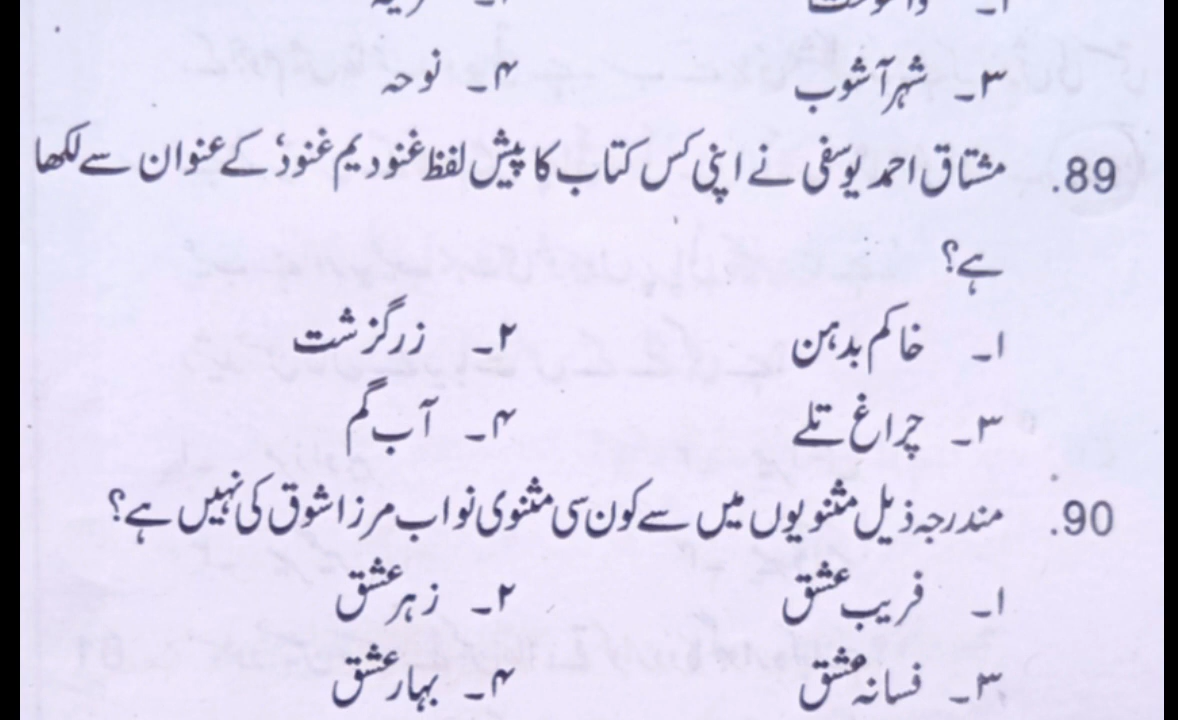 ۳۔ شہر آشوب ۴۔ نوحہ
89. مشتاق احمد یوسفی نے اپنی کس کتاب کا پیش لفظ 'غنودیم غنود' کے عنوان سے لکھا
ہے؟
۱۔ خاکم بدہن ۲۔ زرگزشت
۳۔ چراغ تلے ۴۔ آب گم
90. مندرجہ ذیل مثنویوں میں سے کون سی مثنوی نواب مرزا شوق کی نہیں ہے؟
۱۔ فریب عشق ۲۔ زہر عشق
۳۔ فسانہ عشق ۴۔ بہار عشق